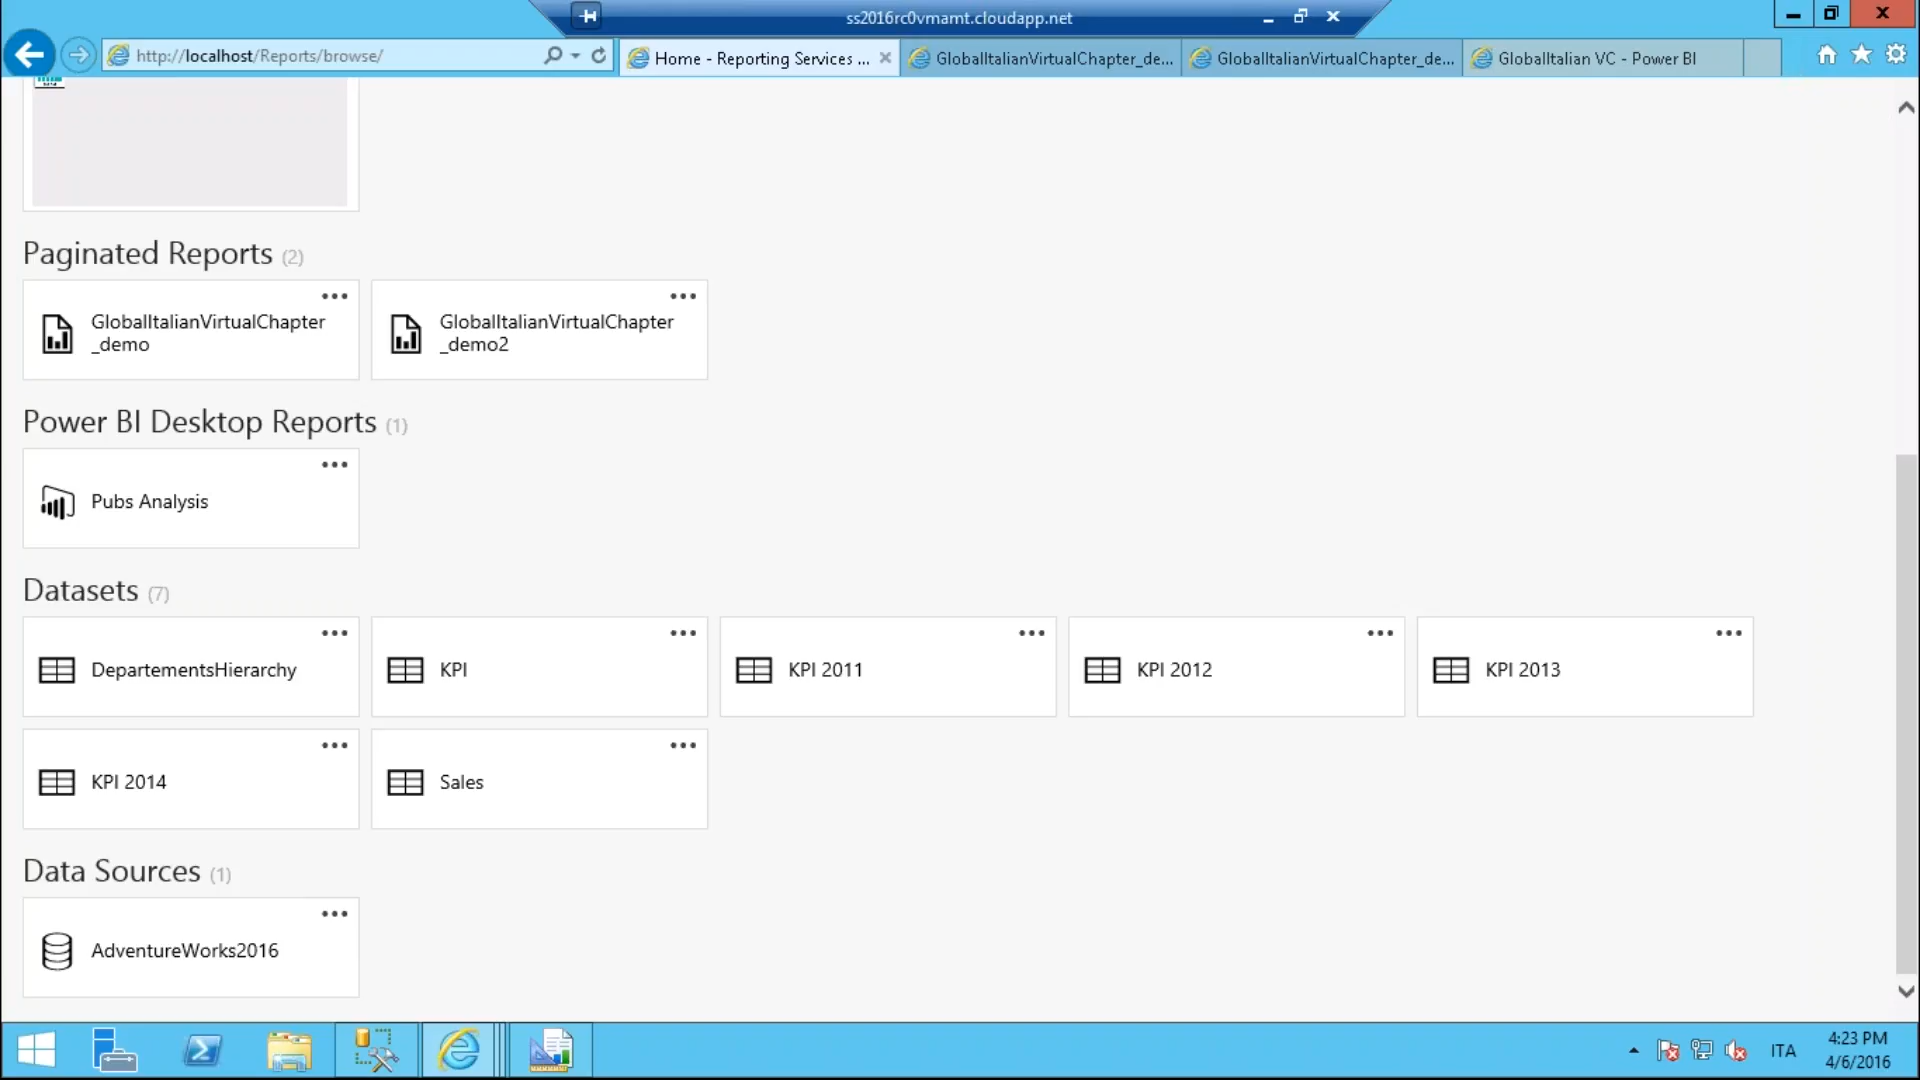 ss2016rc0vmamt.cloudapp.net
http://localhost/Reports/browse/
Home - Reporting Services ...
GlobalItalianVirtualChapter_de...
GlobalItalianVirtualChapter_de...
GlobalItalian VC - Power BI
Paginated Reports (2)
GlobalItalianVirtualChapter
_demo
GlobalItalianVirtualChapter
_demo2
Power BI Desktop Reports (1)
Pubs Analysis
Datasets (7)
DepartementsHierarchy
KPI
KPI 2011
KPI 2012
KPI 2013
KPI 2014
Sales
Data Sources (1)
AdventureWorks2016
ITA
4:23 PM
4/6/2016